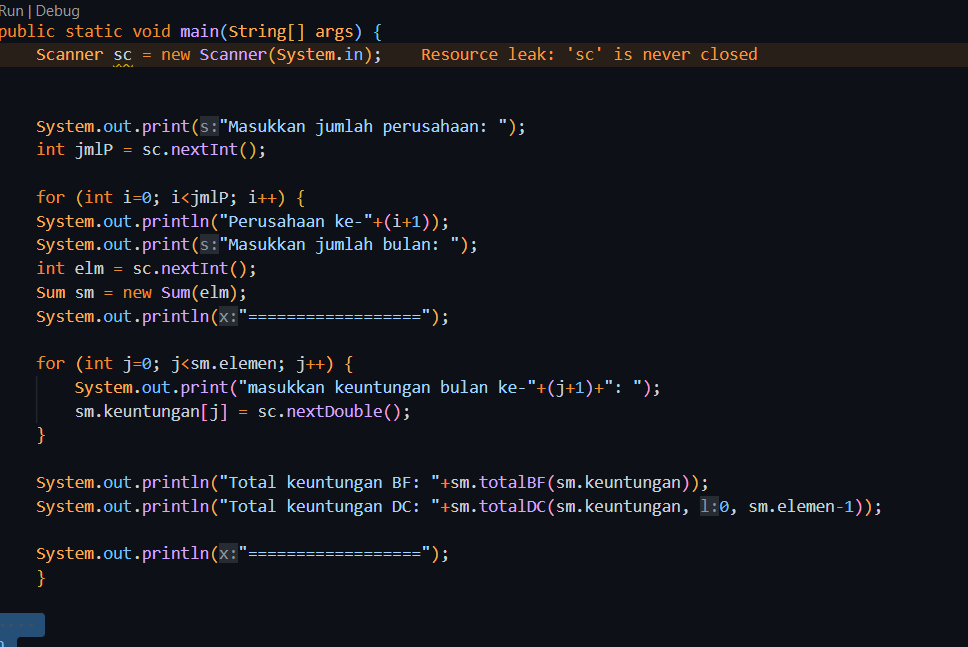 Run | Debug
public static void main(String[] args) {
Scanner sc = new Scanner(System.in); Resource leak: 'sc' is never closed
System.out.print(s:"Masukkan jumlah perusahaan: ");
int jmlP = sc.nextInt();
for (int i=0; i<jmlP; i++) {
System.out.println("Perusahaan ke-"+(i+1));
System.out.print(s:"Masukkan jumlah bulan: ");
int elm = sc.nextInt();
Sum sm = new Sum(elm);
System.out.println(x:"==================");
for (int j=0; j<sm.elemen; j++) {
System.out.print("masukkan keuntungan bulan ke-"+(j+1)+": ");
sm.keuntungan[j] = sc.nextDouble();
}
System.out.println("Total keuntungan BF: "+sm.totalBF(sm.keuntungan));
System.out.println("Total keuntungan DC: "+sm.totalDC(sm.keuntungan, l:0, sm.elemen-1));
System.out.println(x:"==================");
}